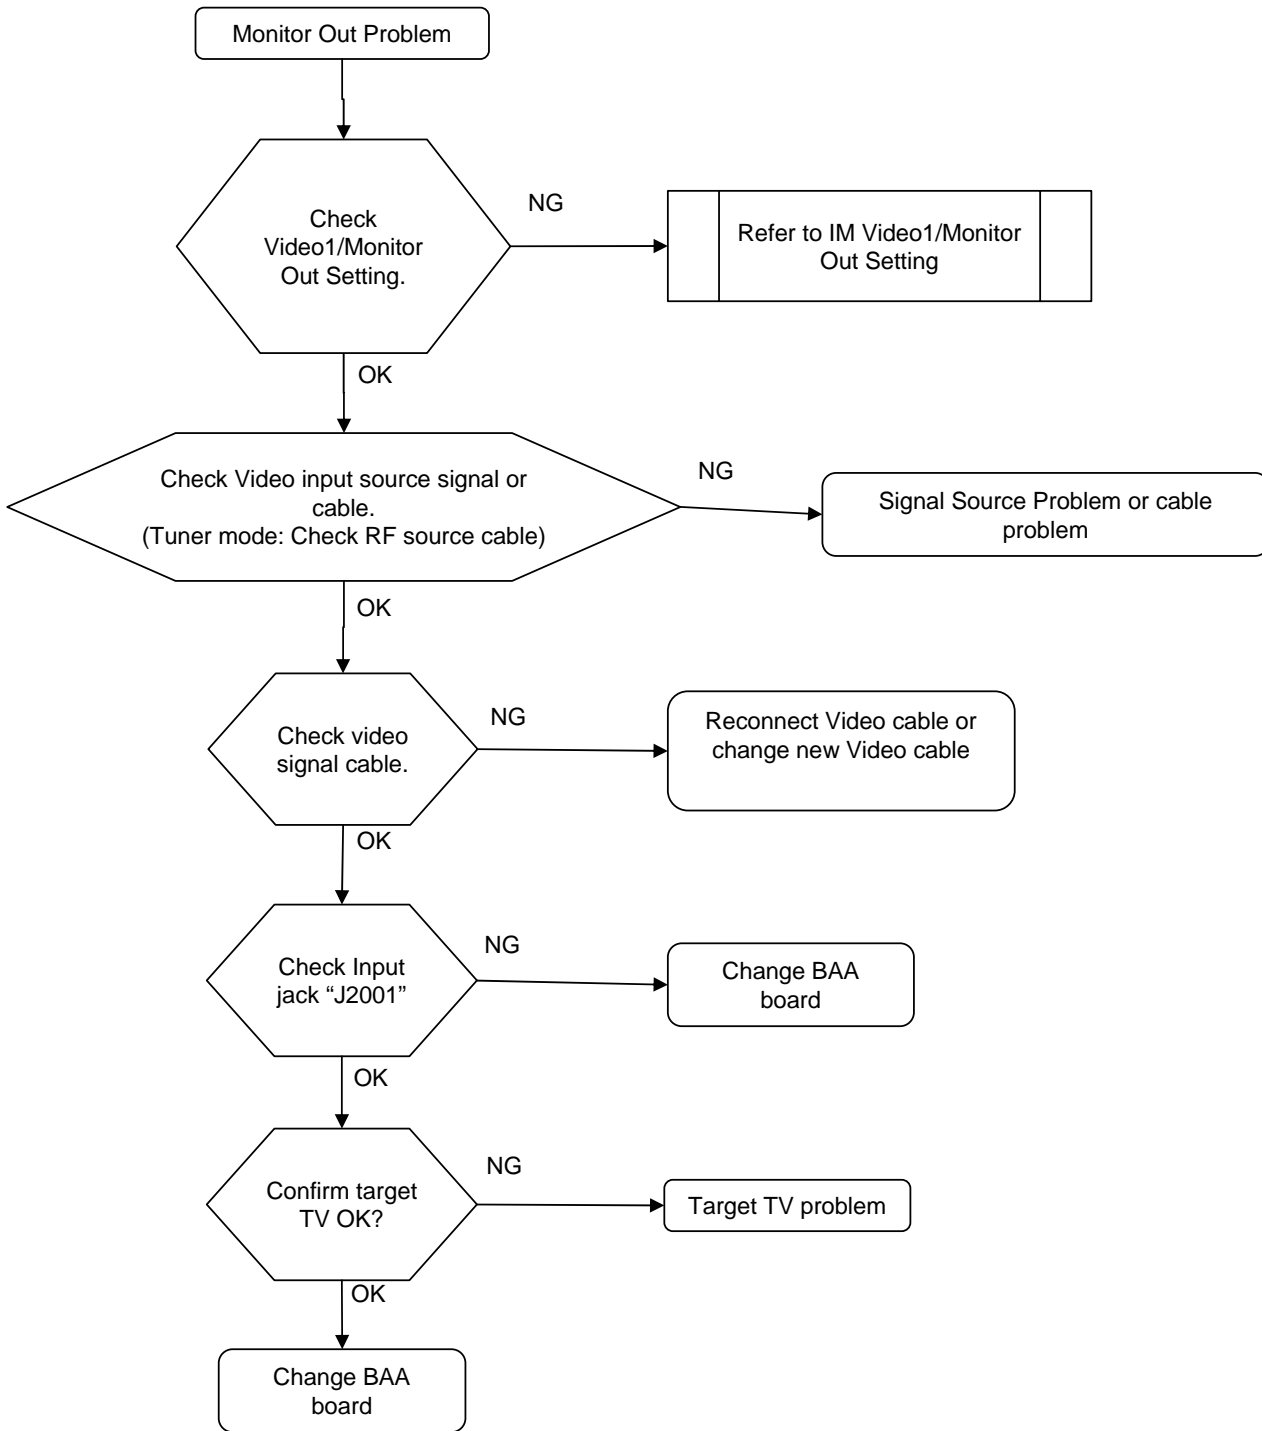 Monitor Out Problem
Check
Video1/Monitor
Out Setting.
NG
Refer to IM Video1/Monitor
Out Setting
OK
Check Video input source signal or
cable.
(Tuner mode: Check RF source cable)
NG
Signal Source Problem or cable
problem
OK
Check video
signal cable.
NG
Reconnect Video cable or
change new Video cable
OK
Check Input
jack “J2001”
NG
Change BAA
board
OK
Confirm target
TV OK?
NG
Target TV problem
OK
Change BAA
board